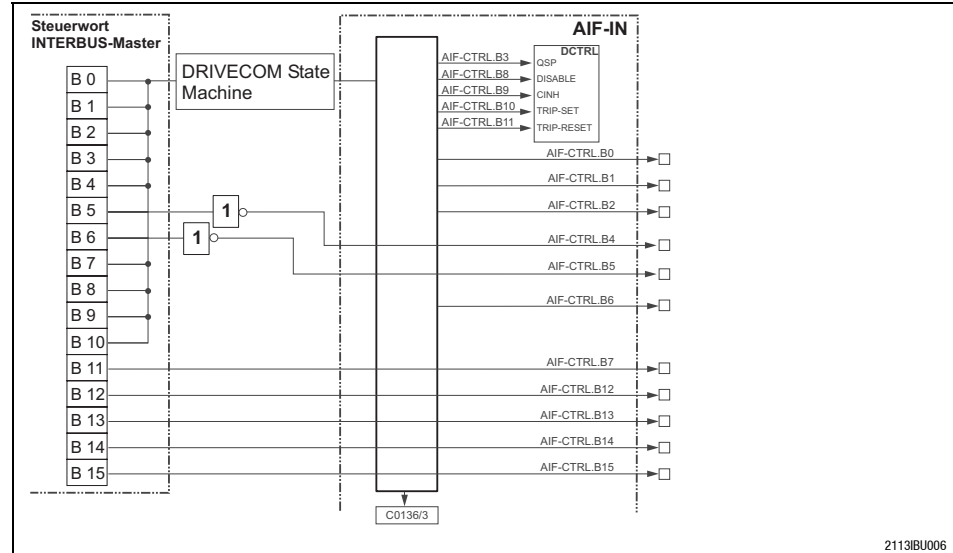 Steuerwort
INTERBUS-Master
AIF-IN
DRIVECOM State
Machine
B 0
B 1
B 2
B 3
B 4
B 5
B 6
B 7
B 8
B 9
B 10
B 11
B 12
B 13
B 14
B 15
1
1
DCTRL
AIF-CTRL.B3
QSP
AIF-CTRL.B8
DISABLE
AIF-CTRL.B9
CINH
AIF-CTRL.B10
TRIP-SET
AIF-CTRL.B11
TRIP-RESET
AIF-CTRL.B0
AIF-CTRL.B1
AIF-CTRL.B2
AIF-CTRL.B4
AIF-CTRL.B5
AIF-CTRL.B6
AIF-CTRL.B7
AIF-CTRL.B12
AIF-CTRL.B13
AIF-CTRL.B14
AIF-CTRL.B15
C0136/3
2113IBU006